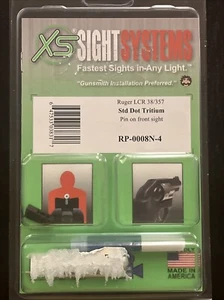 XS SIGHT SYSTEMS
Fastest Sights in Any Light.™
"Gunsmith Installation Preferred"
Ruger LCR 38/357
Std Dot Tritium
Pin on front sight
RP-0008N-4
MADE IN
AMERICA